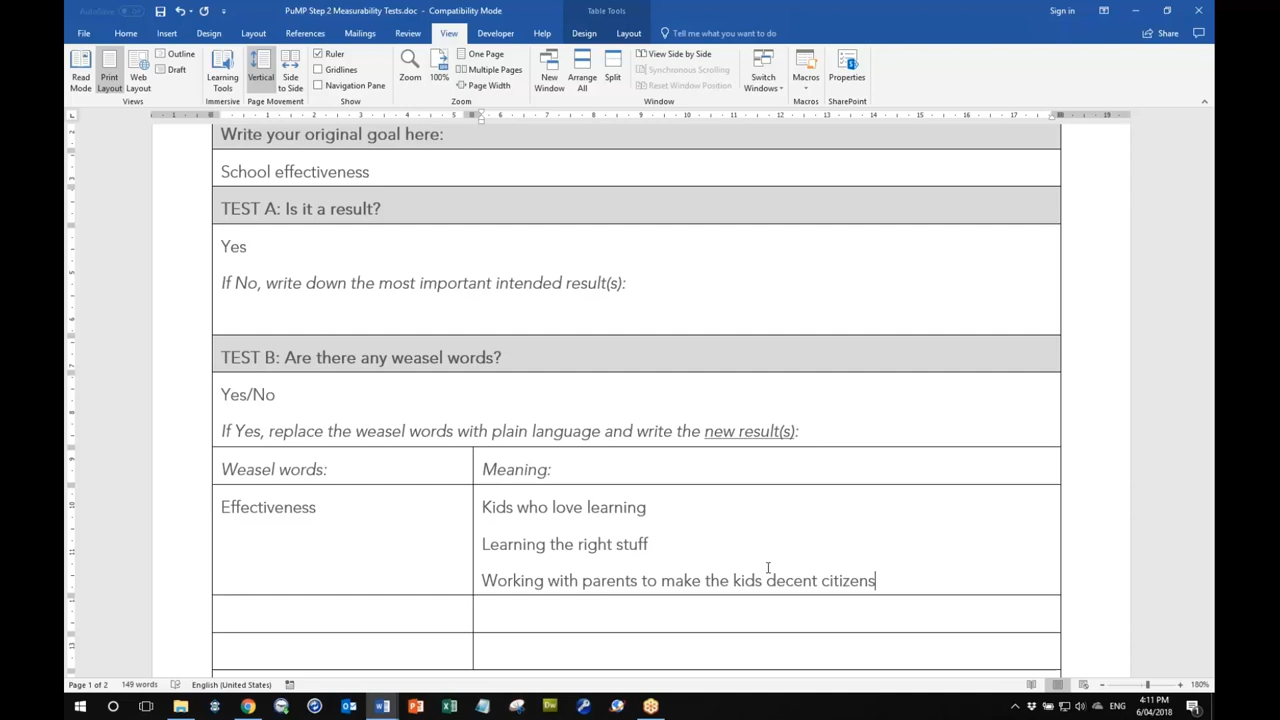 AutoSave Off
PuMP Step 2 Measurability Tests.doc - Compatibility Mode
Table Tools
Sign in
File Home Insert Design Layout References Mailings Review View Developer Help Design Layout Tell me what you want to do Share
Read Mode
Print Layout
Web Layout
Outline
Draft
Views
Learning Tools
Immersive
Vertical
Side to Side
Page Movement
Ruler
Gridlines
Navigation Pane
Show
Zoom
100%
One Page
Multiple Pages
Page Width
Zoom
New Window
Arrange All
Split
View Side by Side
Synchronous Scrolling
Reset Window Position
Window
Switch Windows
Macros
Macros
Properties
SharePoint
Write your original goal here:
School effectiveness
TEST A: Is it a result?
Yes
If No, write down the most important intended result(s):
TEST B: Are there any weasel words?
Yes/No
If Yes, replace the weasel words with plain language and write the new result(s):
Weasel words: Meaning:
Effectiveness Kids who love learning
Learning the right stuff
Working with parents to make the kids decent citizens
Page 1 of 2 149 words English (United States) 180%
ENG 4:11 PM
6/04/2018